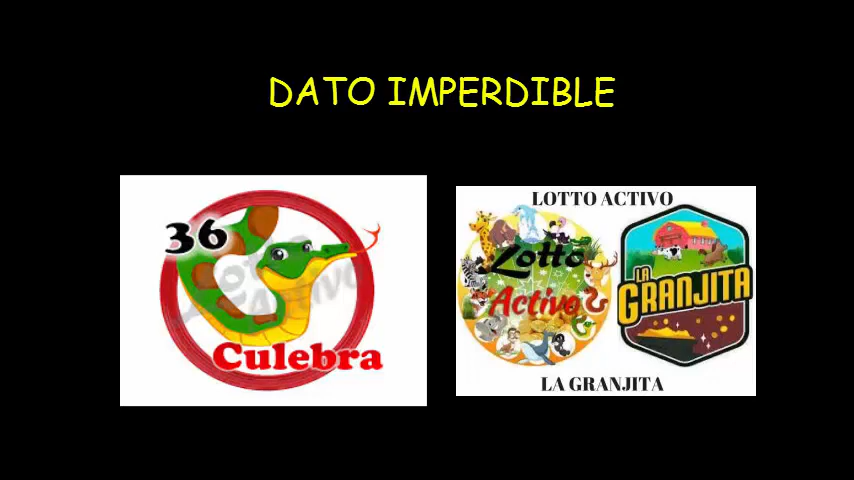 DATO IMPERDIBLE
36
Culebra
LOTTO ACTIVO
Lotto
Activo
LA
GRANJITA
LA GRANJITA